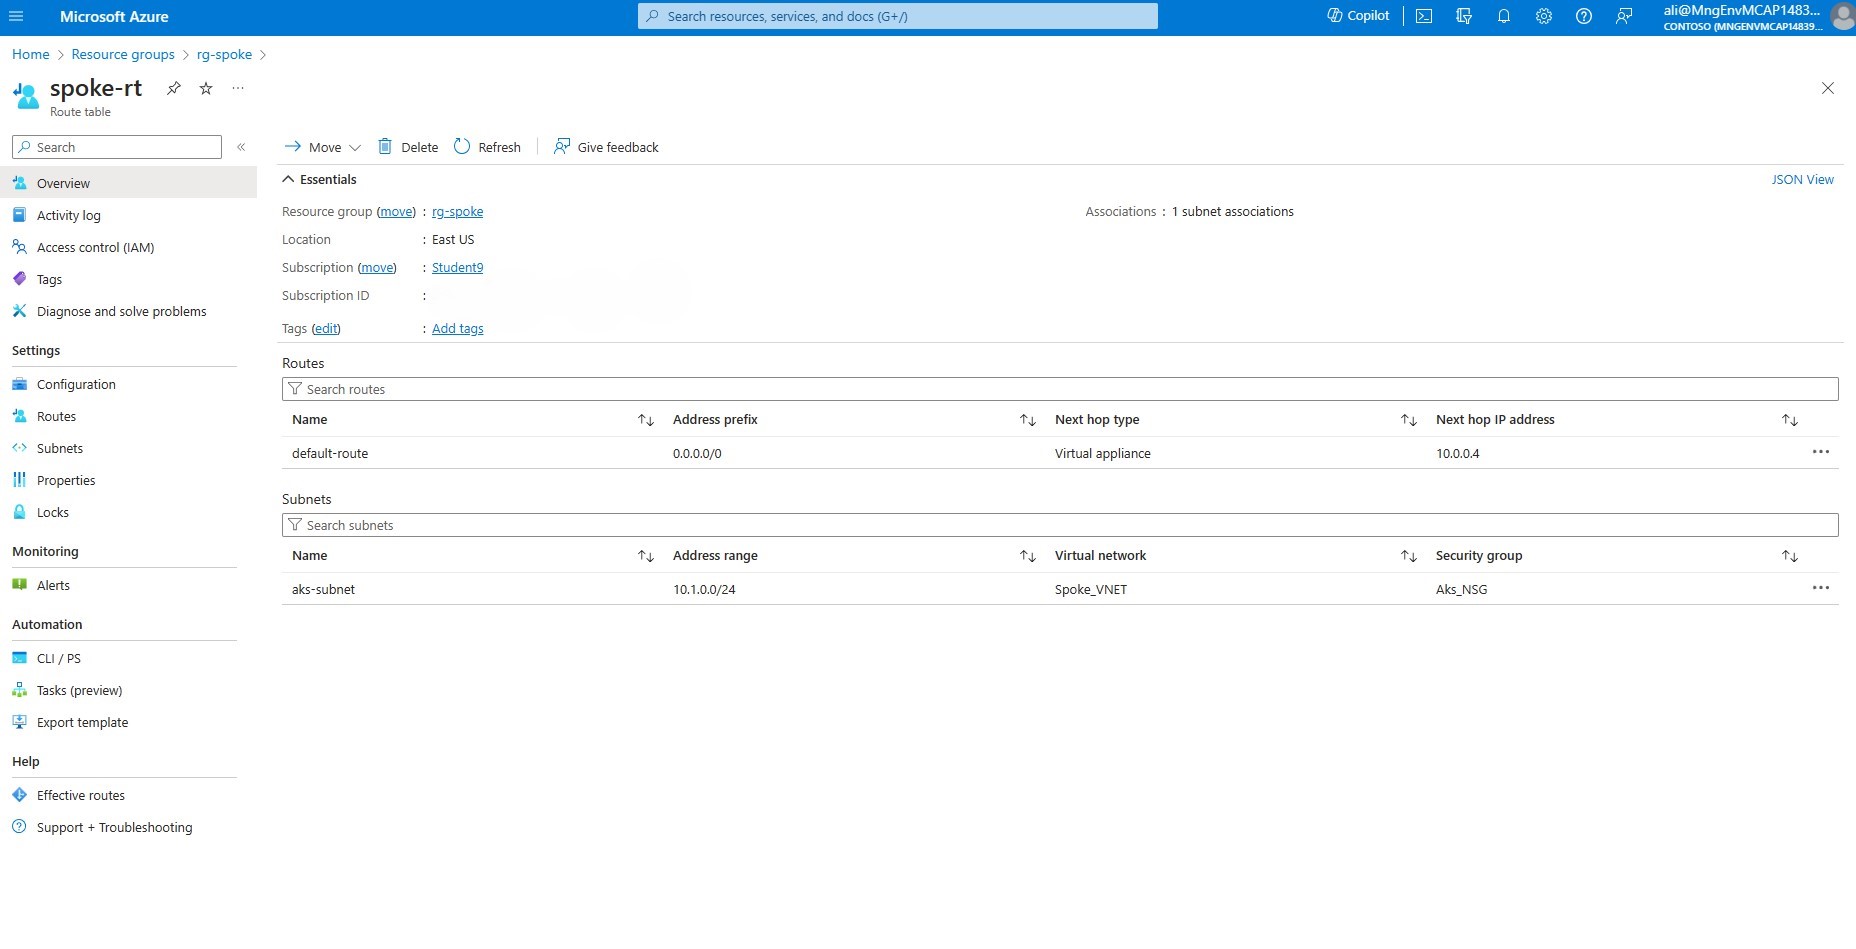 Microsoft Azure
Search resources, services, and docs (G+/)
Copilot
ali@MngEnvMCAP1483...
CONTOSO (MNGENVMCAP14839...
Home > Resource groups > rg-spoke >
spoke-rt
Route table
Search
Overview
Activity log
Access control (IAM)
Tags
Diagnose and solve problems
Settings
Configuration
Routes
Subnets
Properties
Locks
Monitoring
Alerts
Automation
CLI / PS
Tasks (preview)
Export template
Help
Effective routes
Support + Troubleshooting
Move Delete Refresh Give feedback
Essentials JSON View
Resource group (move) : rg-spoke Associations : 1 subnet associations
Location : East US
Subscription (move) : Student9
Subscription ID :
Tags (edit) : Add tags
Routes
Search routes
Name Address prefix Next hop type Next hop IP address
default-route 0.0.0.0/0 Virtual appliance 10.0.0.4
Subnets
Search subnets
Name Address range Virtual network Security group
aks-subnet 10.1.0.0/24 Spoke_VNET Aks_NSG